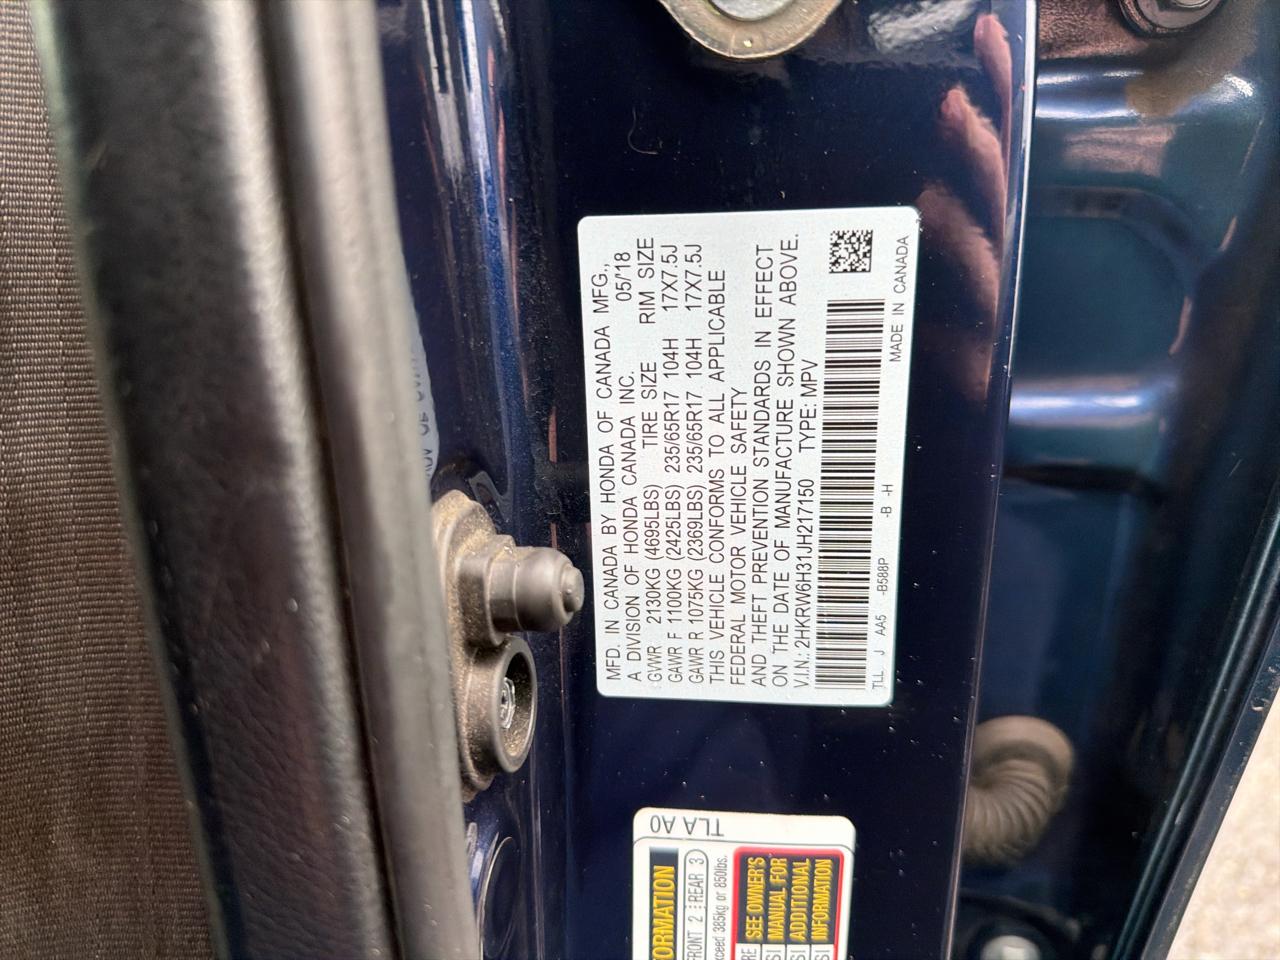 MFD. IN CANADA BY HONDA OF CANADA MFG.,
A DIVISION OF HONDA CANADA INC. 05/'18
GVWR 2130KG (4695LBS) TIRE SIZE RIM SIZE
GAWR F 1100KG (2425LBS) 235/65R17 104H 17X7.5J
GAWR R 1075KG (2369LBS) 235/65R17 104H 17X7.5J
THIS VEHICLE CONFORMS TO ALL APPLICABLE
FEDERAL MOTOR VEHICLE SAFETY
AND THEFT PREVENTION STANDARDS IN EFFECT
ON THE DATE OF MANUFACTURE SHOWN ABOVE.
V.I.N.: 2HKRW6H31JH217150 TYPE: MPV
TLL J AA5 -B588P -B -H
MADE IN CANADA
TLA A0
FRONT 2 REAR 3
385kg or 850lbs.
SEE OWNER'S
MANUAL FOR
ADDITIONAL
INFORMATION